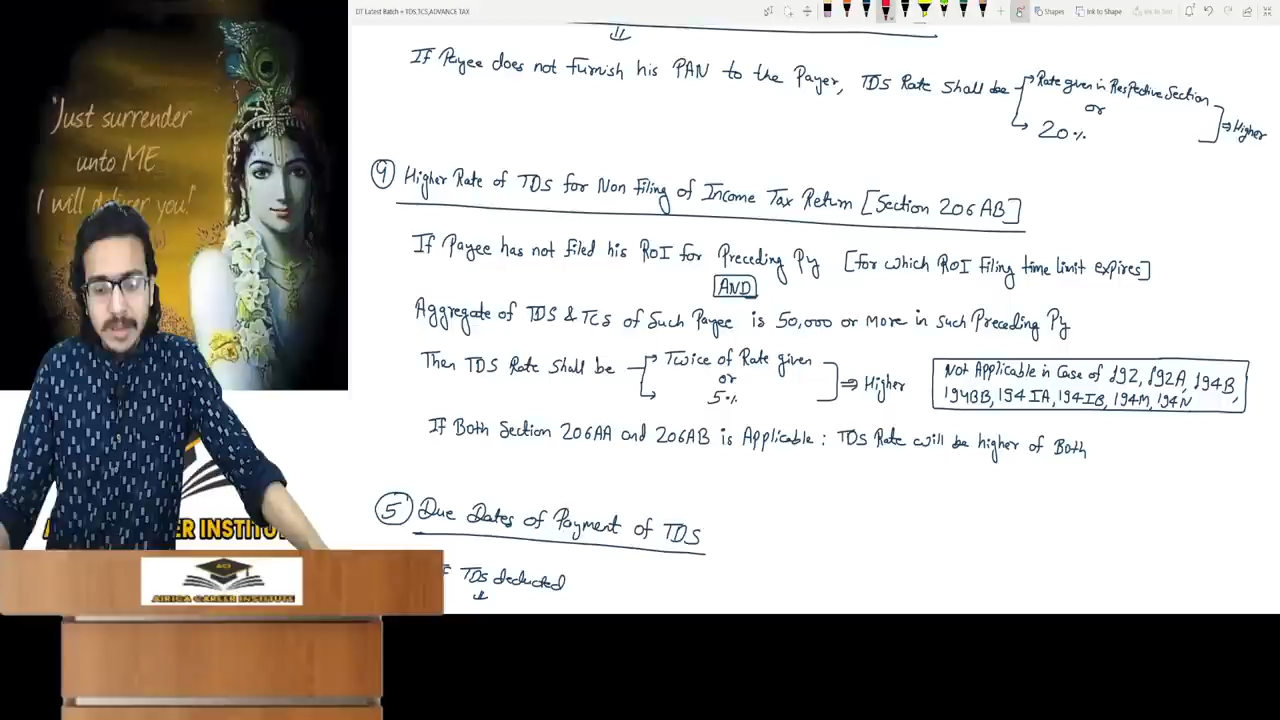 DT Latest Batch + TDS,TCS,ADVANCE TAX
Shapes
Ink to Shape
Ink to Text
"Just surrender
unto ME
I will deliver you!"
If Payee does not furnish his PAN to the Payer, TDS Rate shall be
Rate given in Respective Section
or
20%
⇒ Higher
④ Higher Rate of TDS for Non Filing of Income Tax Return [Section 206AB]
If Payee has not filed his RoI for Preceding Py [for which RoI Filing time limit expires]
AND
Aggregate of TDS & TCS of Such Payee is 50,000 or More in such Preceding Py
Then TDS Rate shall be
Twice of Rate given
or
5%
⇒ Higher
Not Applicable in Case of 192, 192A, 194B,
194BB, 194IA, 194IB, 194M, 194N
If Both Section 206AA and 206AB is Applicable : TDS Rate will be higher of Both
⑤ Due Dates of Payment of TDS
TDS deducted
ER INSTITU
ACI
AIRICA CAREER INSTITUTE